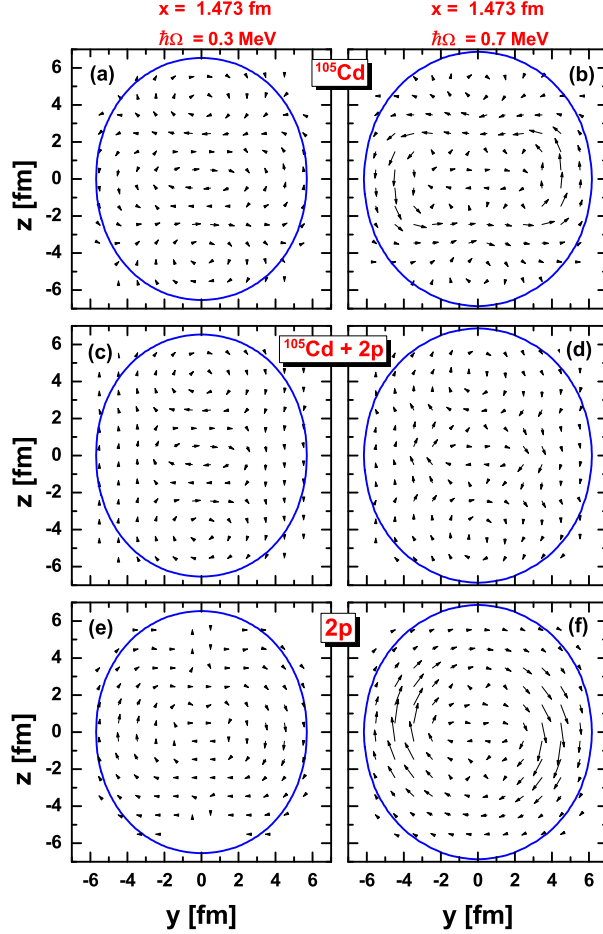 x = 1.473 fm x = 1.473 fm
ℏΩ = 0.3 MeV ℏΩ = 0.7 MeV
(a) ¹⁰⁵Cd (b)
6
4
2
0
-2
-4
-6
z [fm]
(c) ¹⁰⁵Cd + 2p (d)
6
4
2
0
-2
-4
-6
z [fm]
(e) 2p (f)
6
4
2
0
-2
-4
-6
z [fm]
-6 -4 -2 0 2 4 6 -6 -4 -2 0 2 4 6
y [fm] y [fm]